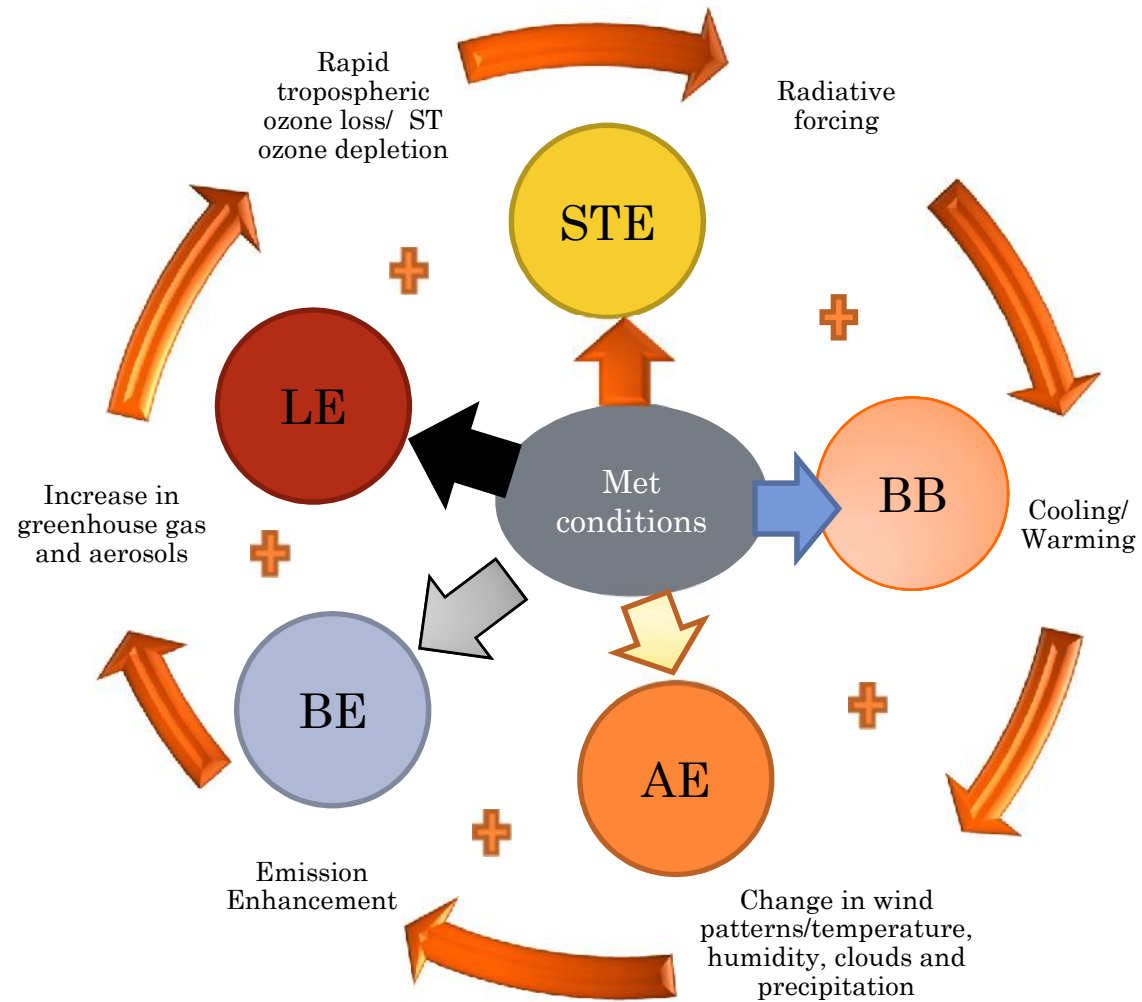 Rapid
tropospheric
ozone loss/ ST
ozone depletion
Radiative
forcing
STE
LE
Met
conditions
BB
Increase in
greenhouse gas
and aerosols
Cooling/
Warming
BE
AE
Emission
Enhancement
Change in wind
patterns/temperature,
humidity, clouds and
precipitation